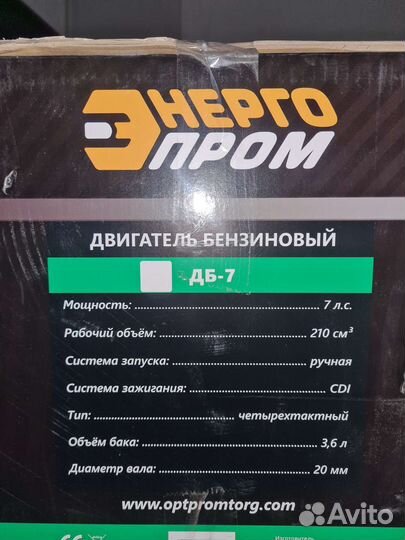 ЭНЕРГО
ПРОМ
ДВИГАТЕЛЬ БЕНЗИНОВЫЙ
ДБ-7
Мощность: 7 л.с.
Рабочий объём: 210 см³
Система запуска: ручная
Система зажигания: CDI
Тип: четырехтактный
Объём бака: 3,6 л
Диаметр вала: 20 мм
www.optpromtorg.com
Изготовитель
Avito